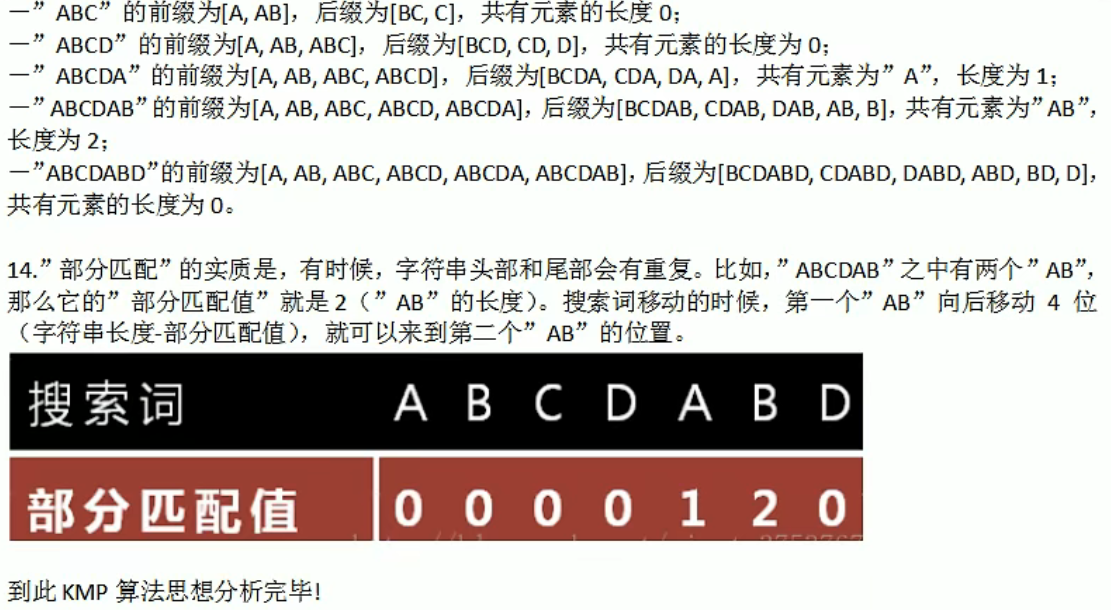 —”ABC”的前缀为[A, AB]，后缀为[BC, C]，共有元素的长度 0；
—”ABCD”的前缀为[A, AB, ABC]，后缀为[BCD, CD, D]，共有元素的长度为 0；
—”ABCDA”的前缀为[A, AB, ABC, ABCD]，后缀为[BCDA, CDA, DA, A]，共有元素为”A”，长度为 1；
—”ABCDAB”的前缀为[A, AB, ABC, ABCD, ABCDA]，后缀为[BCDAB, CDAB, DAB, AB, B]，共有元素为”AB”，
长度为 2；
—”ABCDABD”的前缀为[A, AB, ABC, ABCD, ABCDA, ABCDAB]，后缀为[BCDABD, CDABD, DABD, ABD, BD, D]，
共有元素的长度为 0。
14.”部分匹配”的实质是，有时候，字符串头部和尾部会有重复。比如，”ABCDAB”之中有两个”AB”，
那么它的”部分匹配值”就是 2（”AB”的长度）。搜索词移动的时候，第一个”AB”向后移动 4 位
（字符串长度-部分匹配值），就可以来到第二个”AB”的位置。
搜索词 A B C D A B D
部分匹配值 0 0 0 0 1 2 0
到此 KMP 算法思想分析完毕!